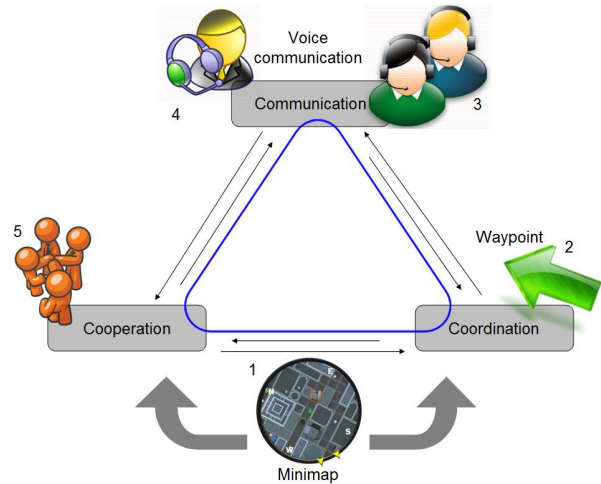 Voice
communication
4
Communication
3
5
Waypoint
2
Cooperation
Coordination
1
E
N
S
W
Minimap